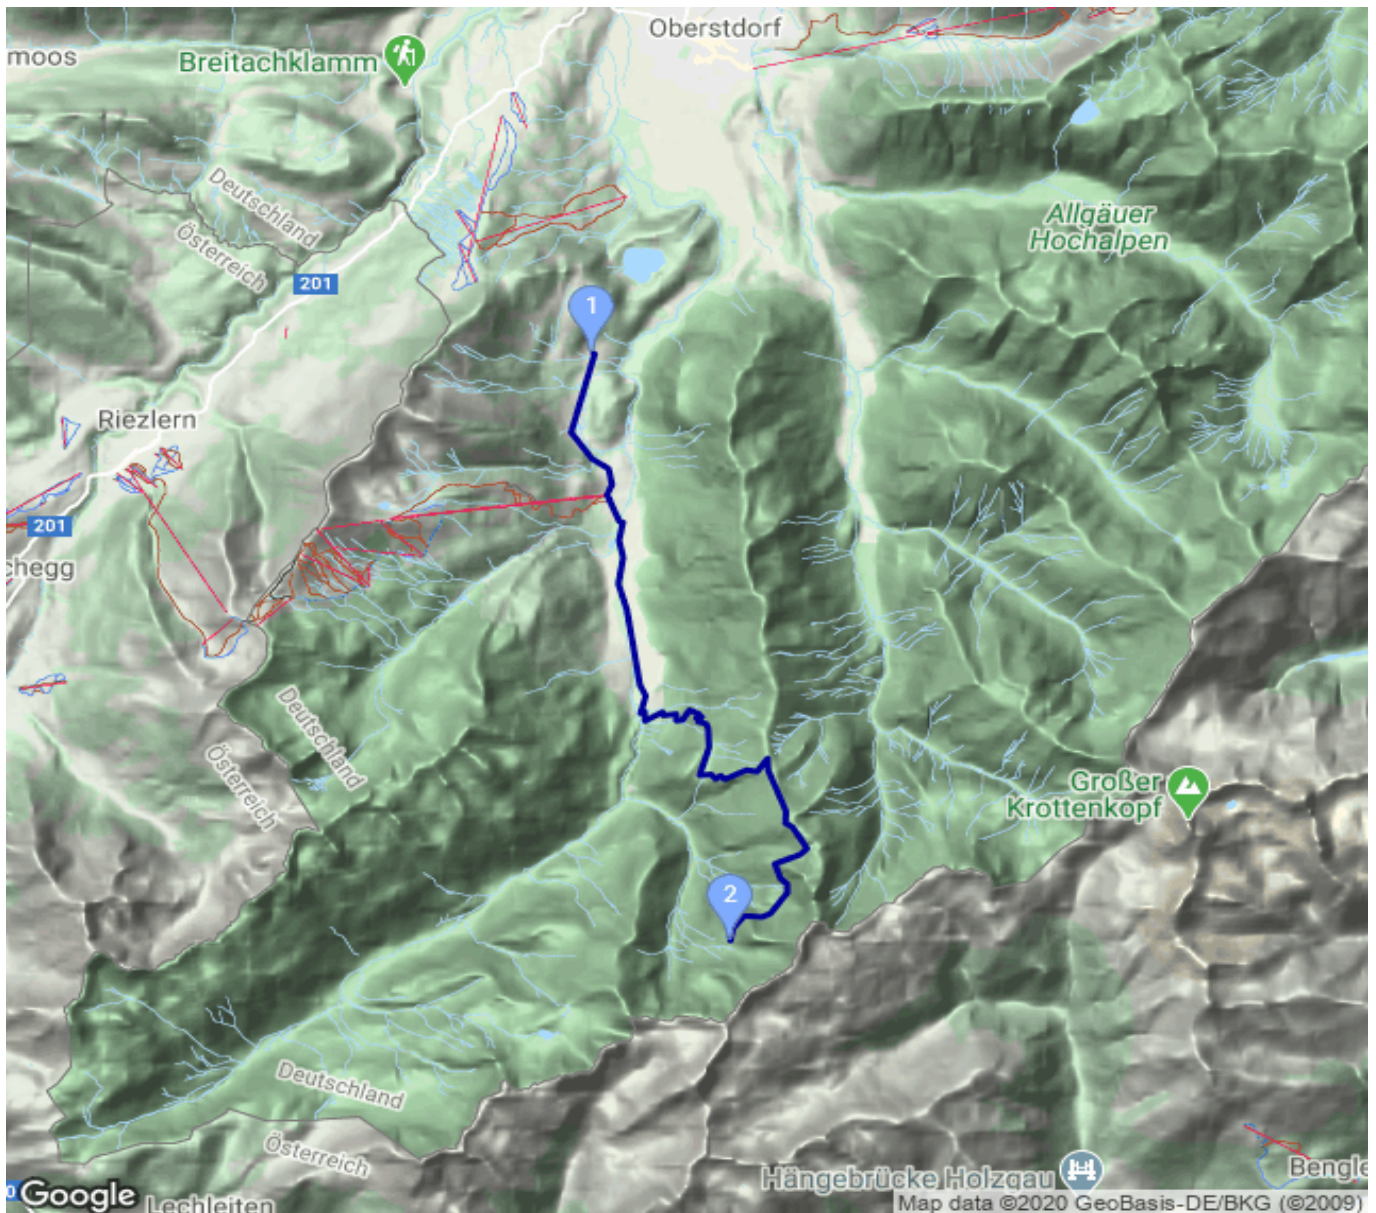 Oberstdorf
moos
Breitachklamm
Deutschland
Österreich
Allgäuer
Hochalpen
201
1
Riezlern
201
chegg
Deutschland
Österreich
Großer
Krottenkopf
2
Deutschland
Österreich
Hängebrücke Holzgau
Bengle
0
Google
Lechleiten
Map data ©2020 GeoBasis-DE/BKG (©2009)